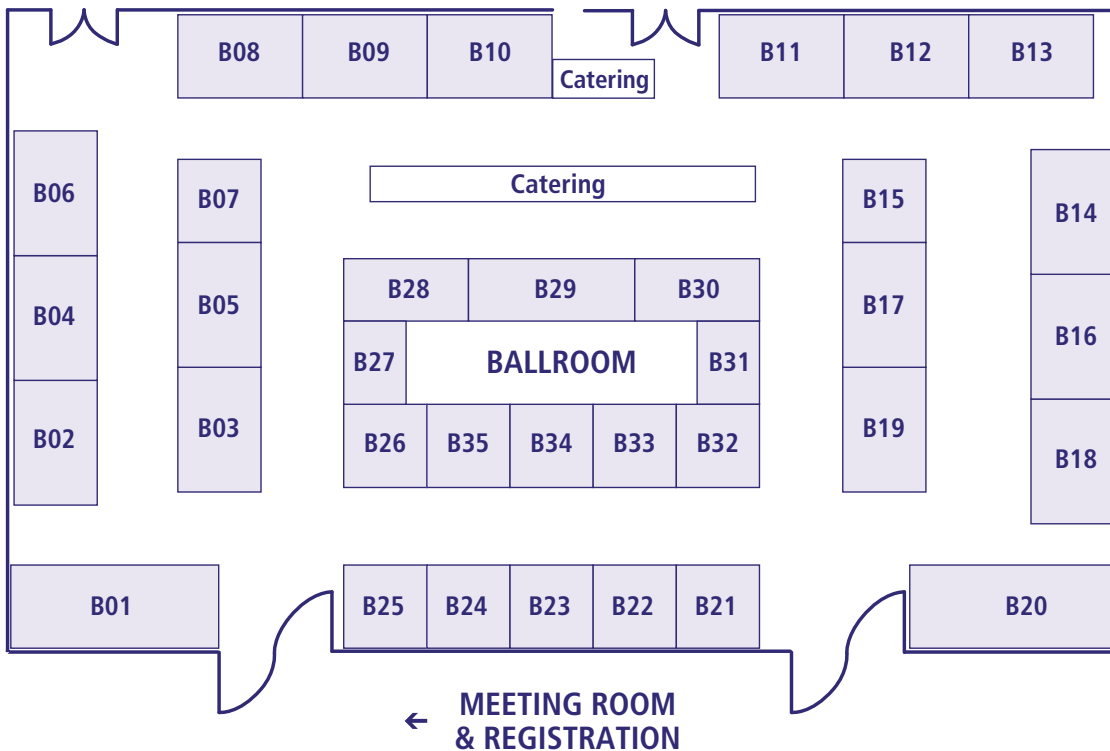 B08
B09
B10
B11
B12
B13
Catering
B06
B07
Catering
B15
B14
B04
B05
B28
B29
B30
B17
B16
B27
BALLROOM
B31
B02
B03
B26
B35
B34
B33
B32
B19
B18
B01
B25
B24
B23
B22
B21
B20
← MEETING ROOM
& REGISTRATION